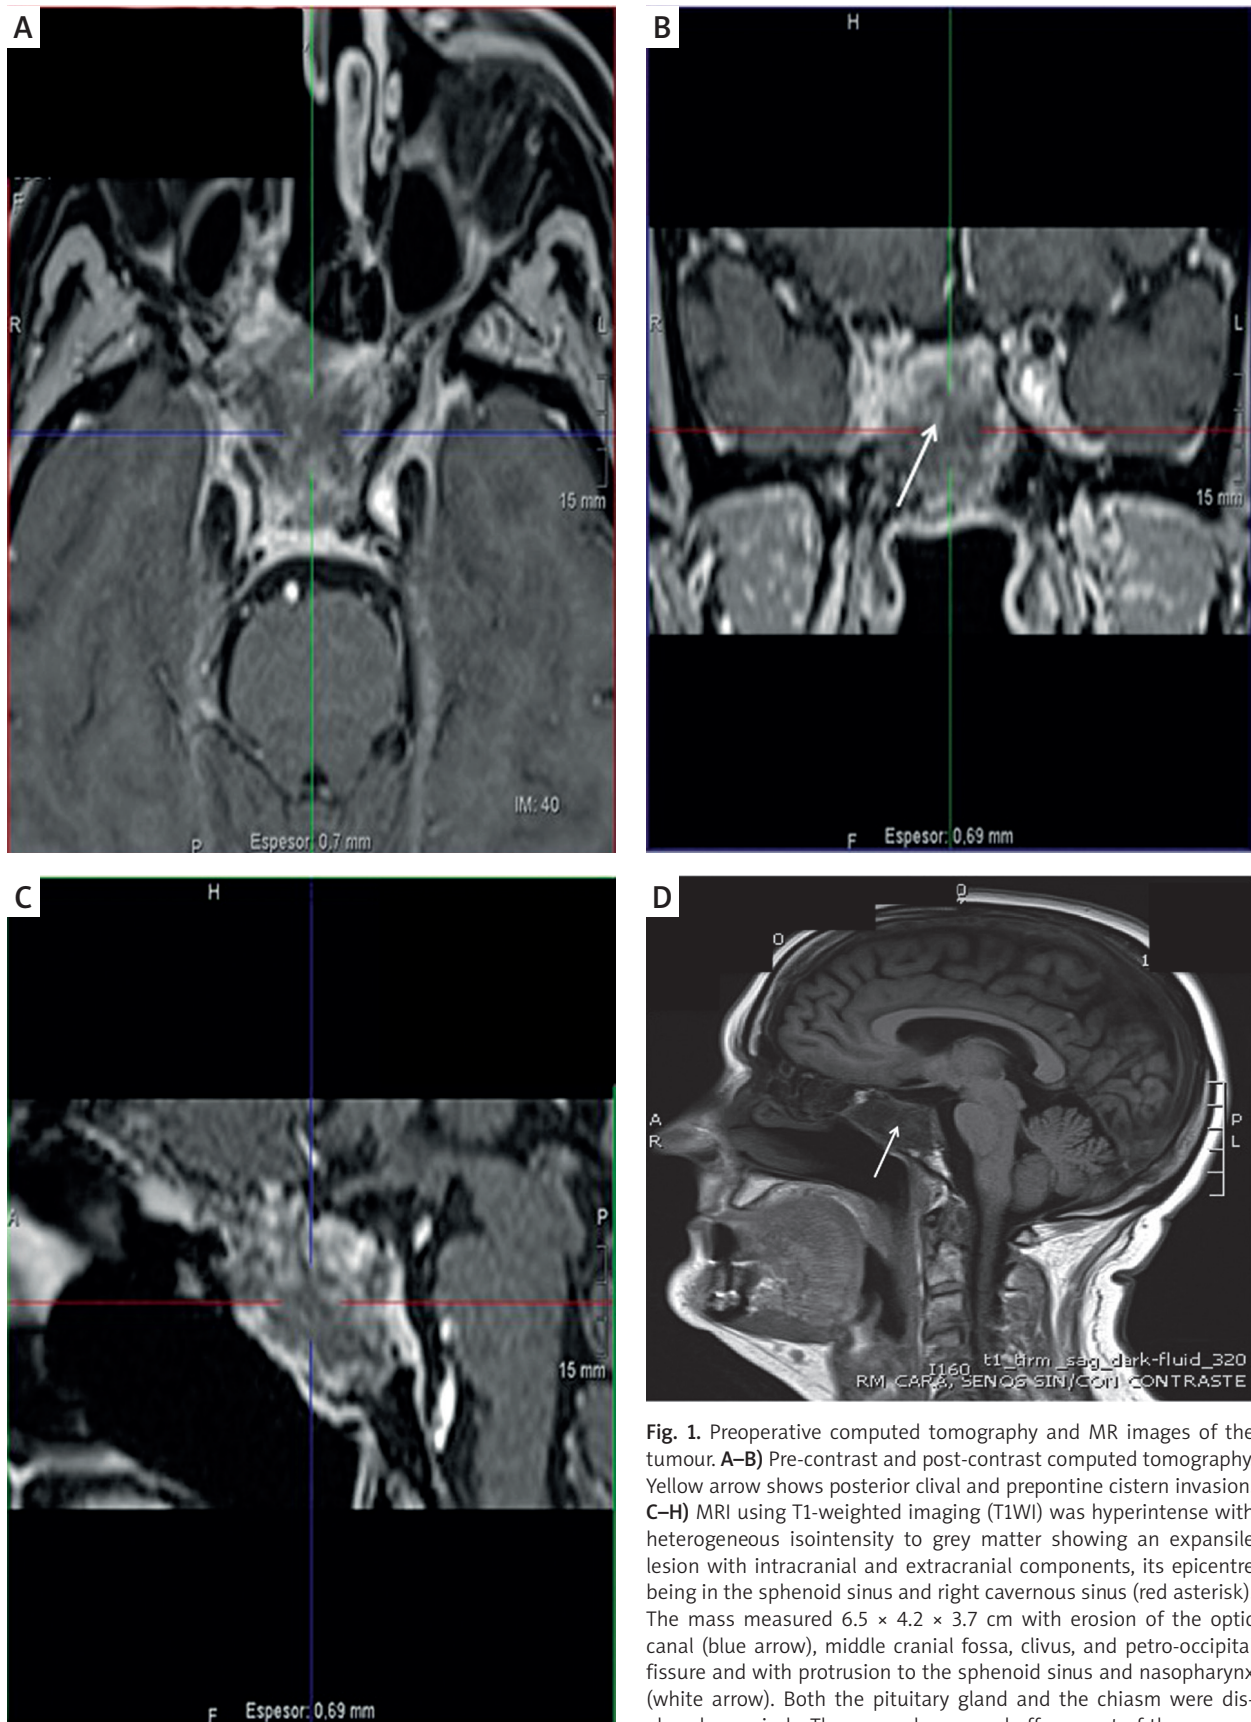 A
R
L
15 mm
IM: 40
P
Espesor: 0,7 mm
B
H
R
L
15 mm
F
Espesor: 0,69 mm
C
H
A
P
15 mm
F
Espesor: 0,69 mm
D
A
R
P
L
I160
t1_tirm_sag_dark-fluid_320
RM CARA, SENOS SIN/CON CONTRASTE
Fig. 1. Preoperative computed tomography and MR images of the
tumour. A–B) Pre-contrast and post-contrast computed tomography
Yellow arrow shows posterior clival and prepontine cistern invasion
C–H) MRI using T1-weighted imaging (T1WI) was hyperintense with
heterogeneous isointensity to grey matter showing an expansile
lesion with intracranial and extracranial components, its epicentre
being in the sphenoid sinus and right cavernous sinus (red asterisk)
The mass measured 6.5 × 4.2 × 3.7 cm with erosion of the optic
canal (blue arrow), middle cranial fossa, clivus, and petro-occipita
fissure and with protrusion to the sphenoid sinus and nasopharynx
(white arrow). Both the pituitary gland and the chiasm were dis-